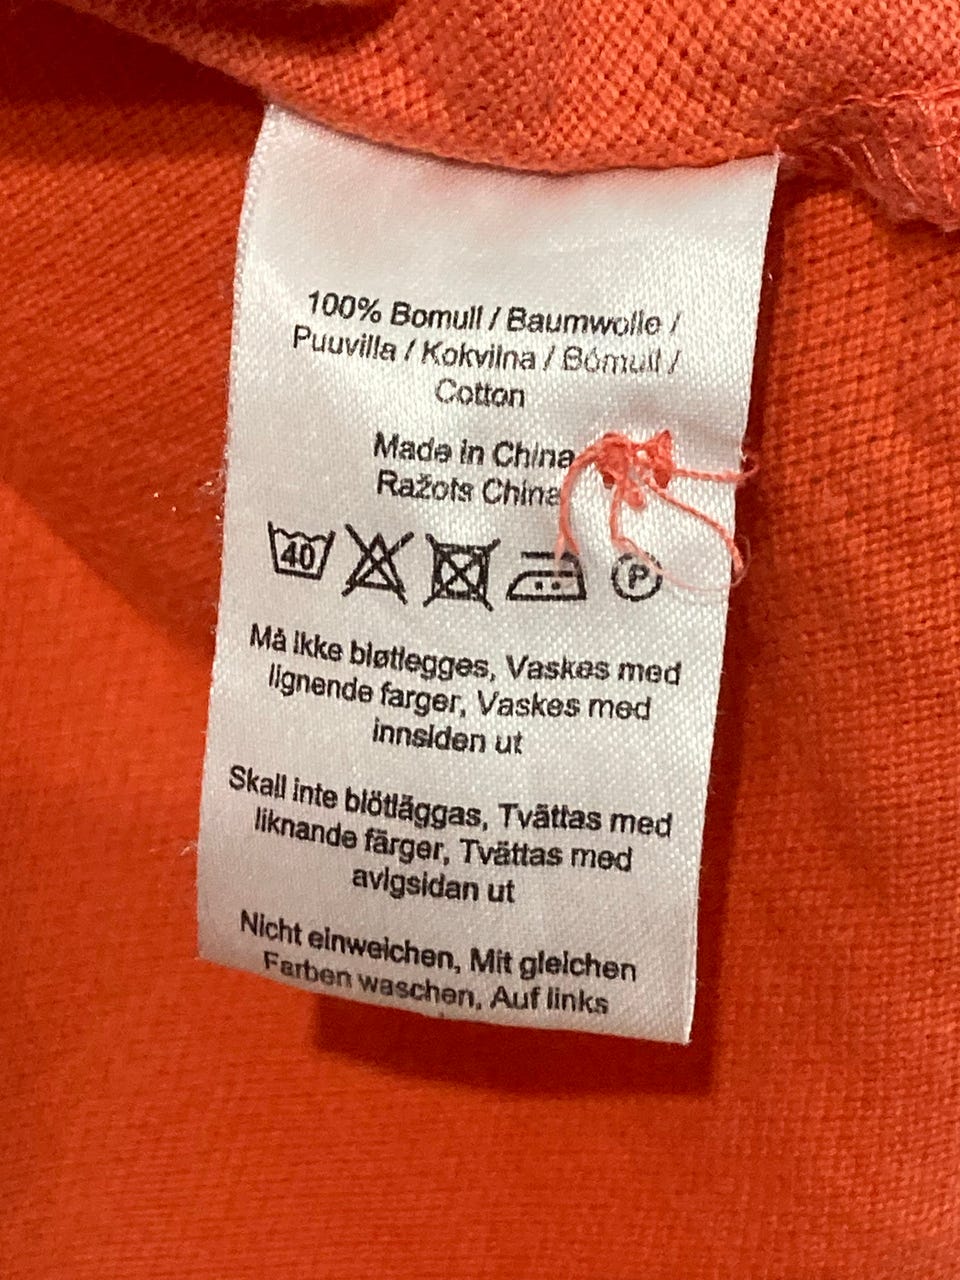 100% Bomull / Baumwolle /
Puuvilla / Kokvilna / Bómull /
Cotton
Made in China
Ražots China
40 P
Må ikke bløtlegges, Vaskes med
lignende farger, Vaskes med
innsiden ut
Skall inte blötläggas, Tvättas med
liknande färger, Tvättas med
avigsidan ut
Nicht einweichen, Mit gleichen
Farben waschen, Auf links